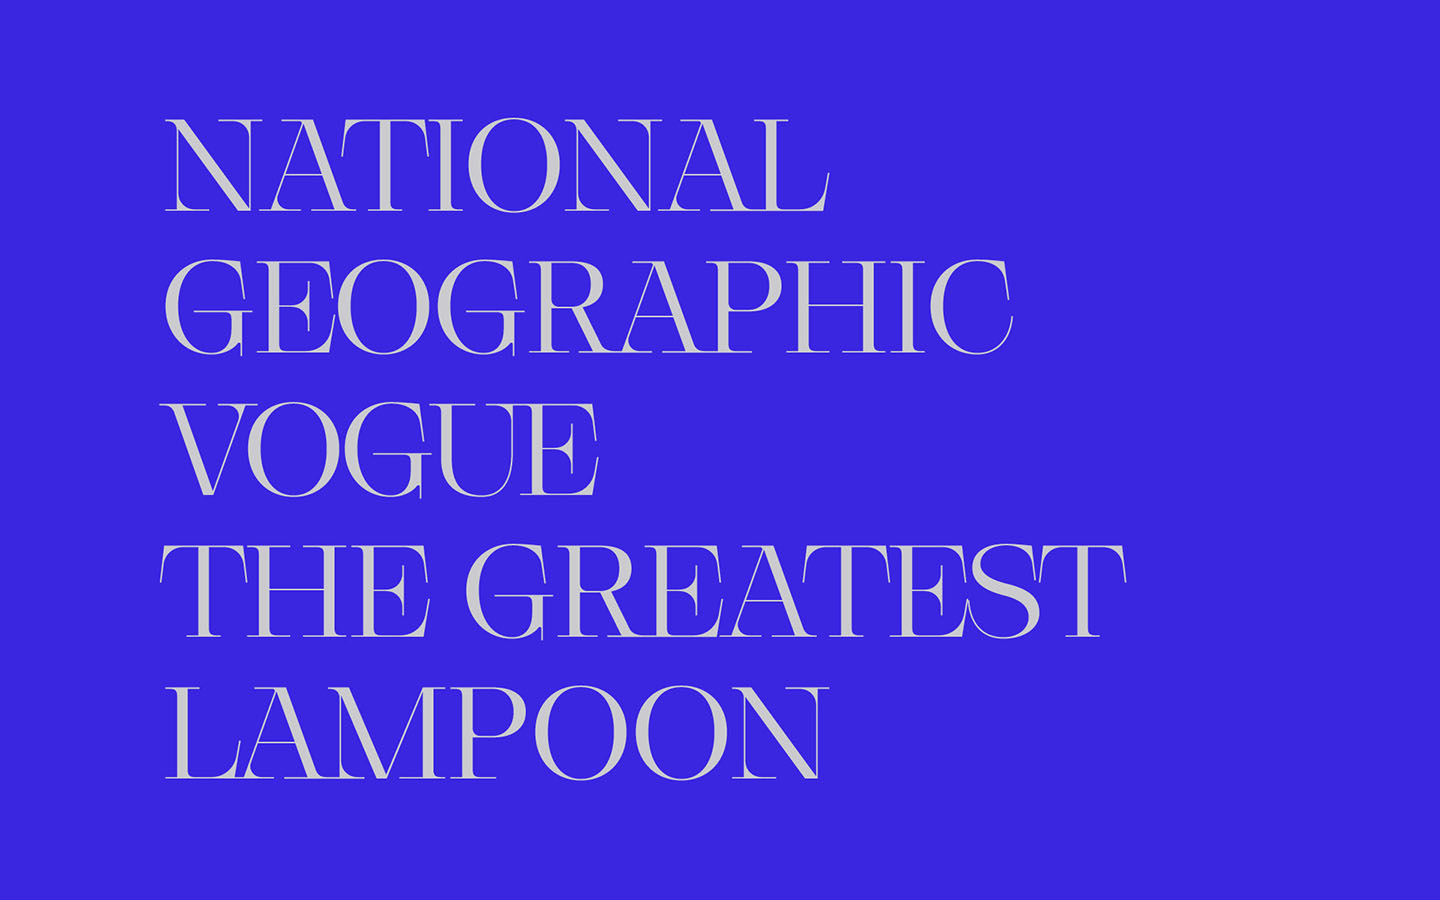 NATIONAL
GEOGRAPHIC
VOGUE
THE GREATEST
LAMPOON